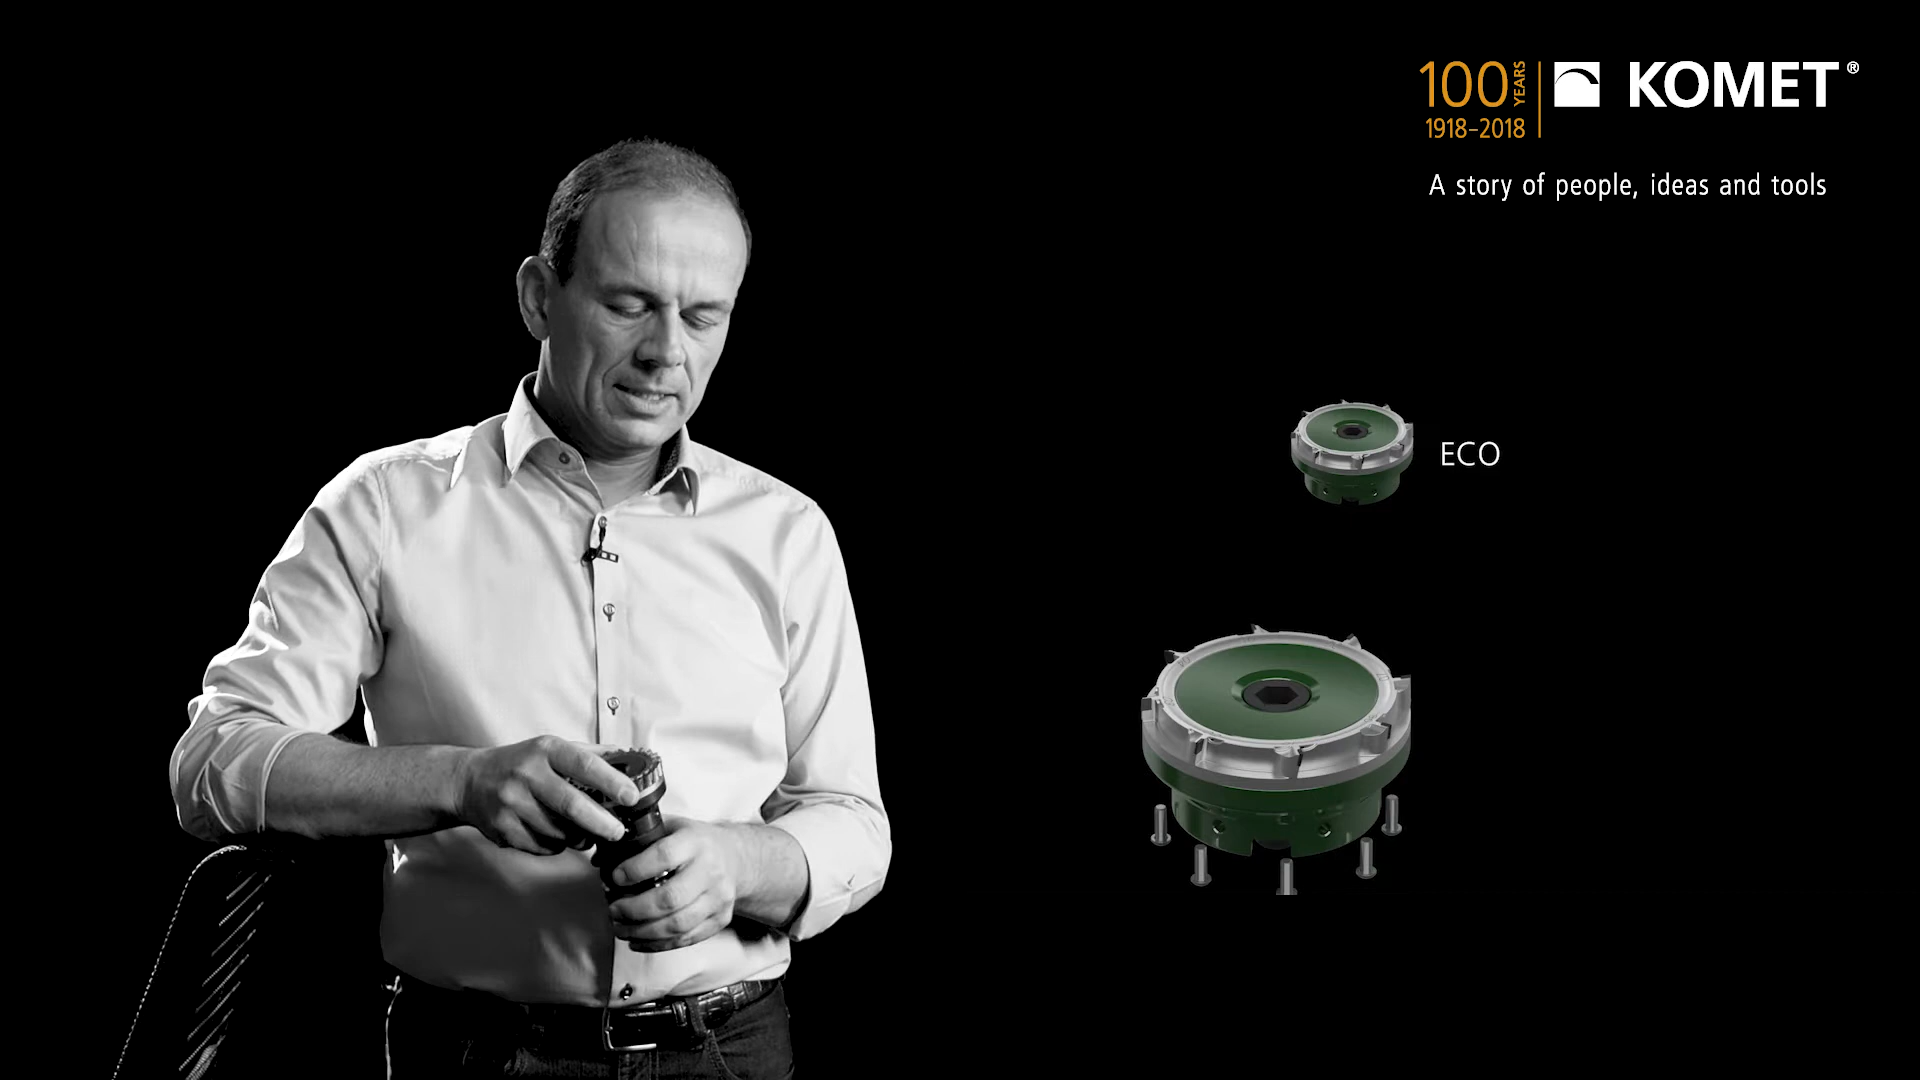 100 YEARS
1918–2018
KOMET®
A story of people, ideas and tools
ECO